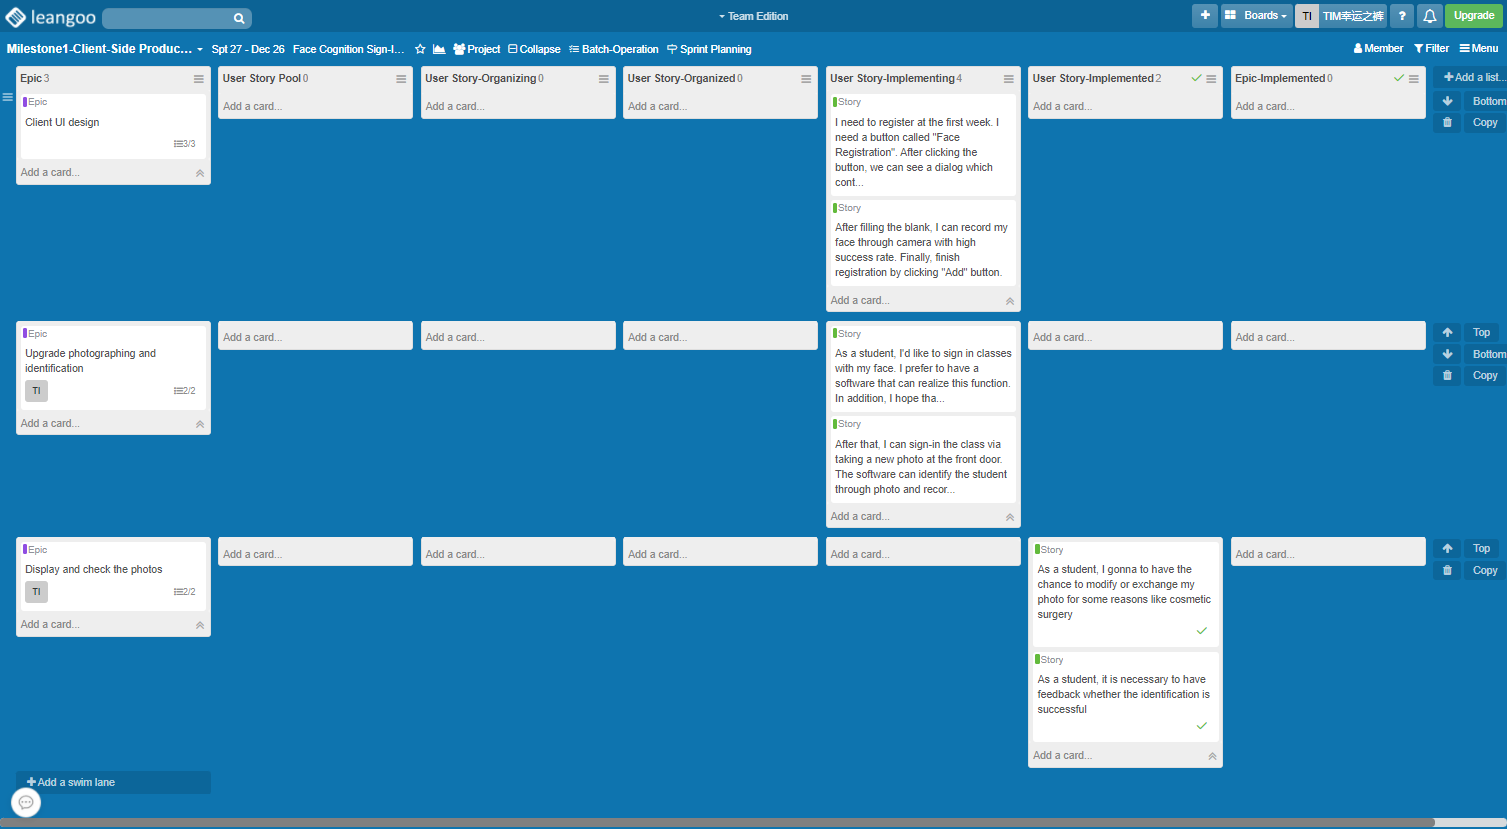 leangoo
Team Edition
Boards
TI
TIM幸运之裤
?
Upgrade
Milestone1-Client-Side Produc...
Spt 27 - Dec 26
Face Cognition Sign-I...
Project
Collapse
Batch-Operation
Sprint Planning
Member
Filter
Menu
Epic 3
User Story Pool 0
User Story-Organizing 0
User Story-Organized 0
User Story-Implementing 4
User Story-Implemented 2
Epic-Implemented 0
Add a list...
Epic
Client UI design
3/3
Add a card...
Add a card...
Add a card...
Add a card...
Story
I need to register at the first week. I
need a button called "Face
Registration". After clicking the
button, we can see a dialog which
cont...
Story
After filling the blank, I can record my
face through camera with high
success rate. Finally, finish
registration by clicking "Add" button.
Add a card...
Add a card...
Add a card...
Bottom
Copy
Epic
Upgrade photographing and
identification
TI
2/2
Add a card...
Add a card...
Add a card...
Add a card...
Story
As a student, I'd like to sign in classes
with my face. I prefer to have a
software that can realize this function.
In addition, I hope tha...
Story
After that, I can sign-in the class via
taking a new photo at the front door.
The software can identify the student
through photo and recor...
Add a card...
Add a card...
Add a card...
Top
Bottom
Copy
Epic
Display and check the photos
TI
2/2
Add a card...
Add a card...
Add a card...
Add a card...
Add a card...
Story
As a student, I gonna to have the
chance to modify or exchange my
photo for some reasons like cosmetic
surgery
Story
As a student, it is necessary to have
feedback whether the identification is
successful
Add a card...
Add a card...
Top
Copy
Add a swim lane